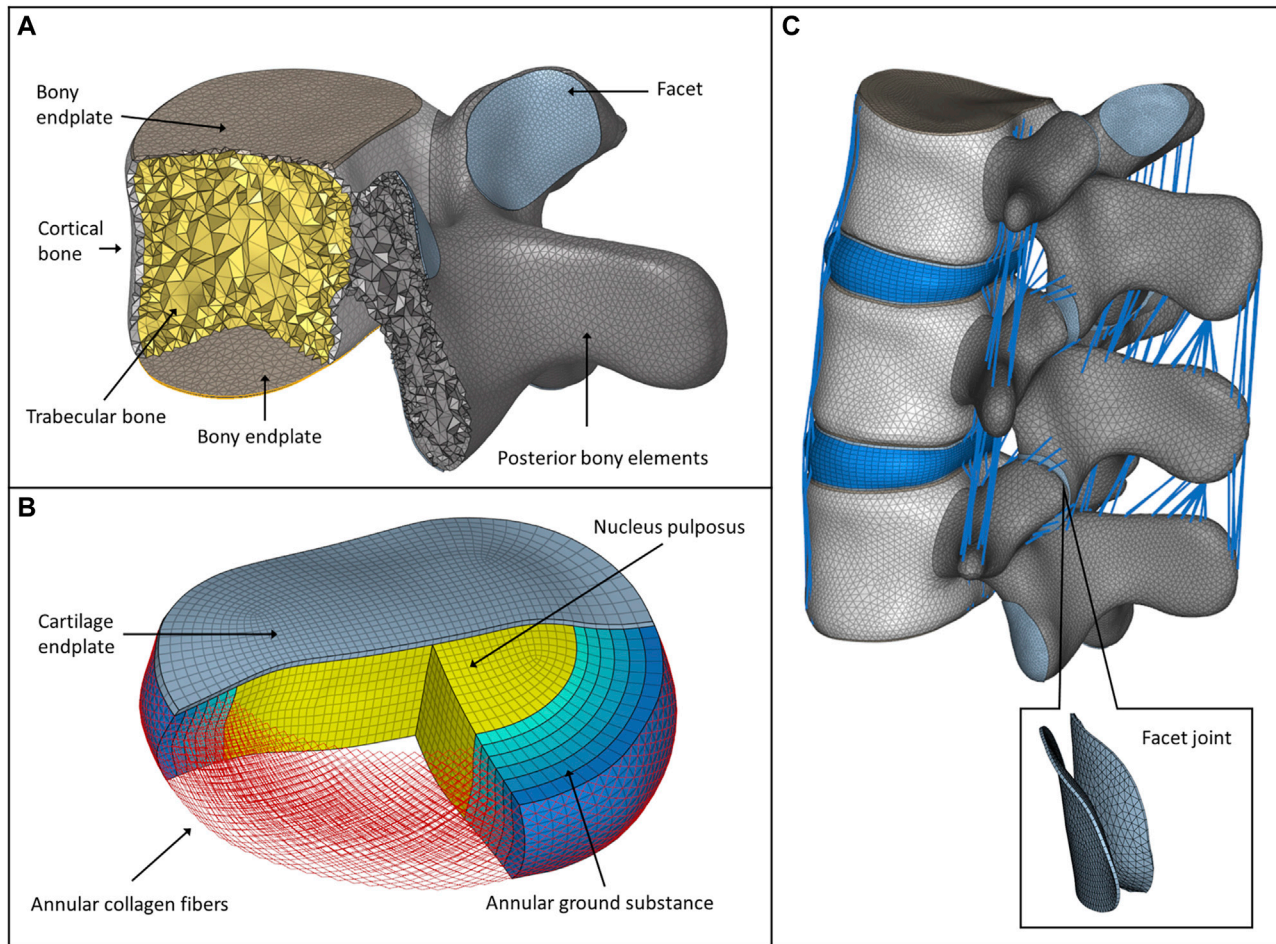 A
Bony
endplate
Facet
Cortical
bone
Trabecular bone
Bony endplate
Posterior bony elements
B
Nucleus pulposus
Cartilage
endplate
Annular collagen fibers
Annular ground substance
C
Facet joint